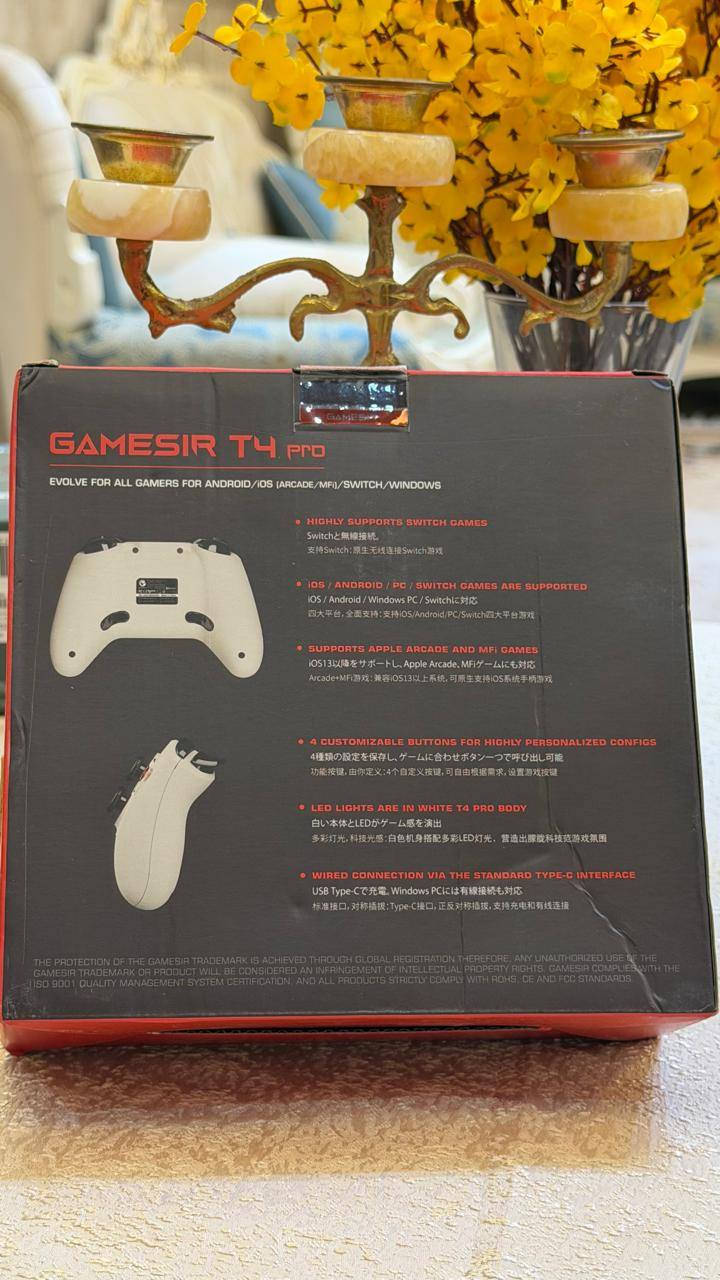 GAMESIR
GAMESIR T4 PRO
EVOLVE FOR ALL GAMERS FOR ANDROID/iOS (ARCADE/MFi)/SWITCH/WINDOWS
• HIGHLY SUPPORTS SWITCH GAMES
Switchと無線接続。
支持Switch：原生无线连接Switch游戏
• iOS / ANDROID / PC / SWITCH GAMES ARE SUPPORTED
iOS / Android / Windows PC / Switchに対応
四大平台，全面支持：支持iOS/Android/PC/Switch四大平台游戏
• SUPPORTS APPLE ARCADE AND MFi GAMES
iOS13以降をサポートし、Apple Arcade、MFiゲームにも対応
Arcade+MFi游戏：兼容iOS13以上系统，可原生支持iOS系统手柄游戏
• 4 CUSTOMIZABLE BUTTONS FOR HIGHLY PERSONALIZED CONFIGS
4種類の設定を保存し、ゲームに合わせボタン一つで呼び出し可能
功能按键，由你定义：4个自定义按键，可自由根据需求，设置游戏按键
• LED LIGHTS ARE IN WHITE T4 PRO BODY
白い本体とLEDがゲーム感を演出
多彩灯光，科技光感：白色机身搭配多彩LED灯光，营造出朦胧科技范游戏氛围
• WIRED CONNECTION VIA THE STANDARD TYPE-C INTERFACE
USB Type-Cで充電。Windows PCには有線接続も対応
标准接口，对称插拔：Type-C接口，正反对称插拔，支持充电和有线连接
THE PROTECTION OF THE GAMESIR TRADEMARK IS ACHIEVED THROUGH GLOBAL REGISTRATION THEREFORE, ANY UNAUTHORIZED USE OF THE
GAMESIR TRADEMARK OR PRODUCT WILL BE CONSIDERED AN INFRINGEMENT OF INTELLECTUAL PROPERTY RIGHTS. GAMESIR COMPLIES WITH THE
ISO 9001 QUALITY MANAGEMENT SYSTEM CERTIFICATION, AND ALL PRODUCTS STRICTLY COMPLY WITH ROHS, CE AND FCC STANDARDS.